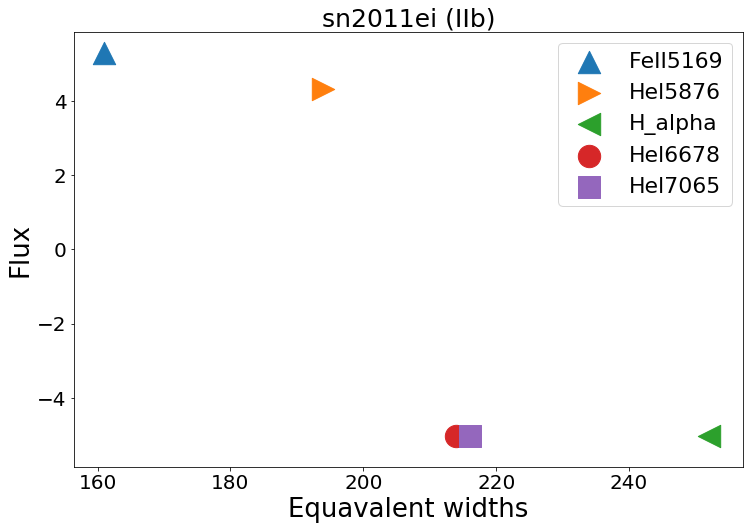 sn2011ei (IIb)
FeII5169
HeI5876
H_alpha
HeI6678
HeI7065
Flux
4
2
0
−2
−4
160 180 200 220 240
Equavalent widths